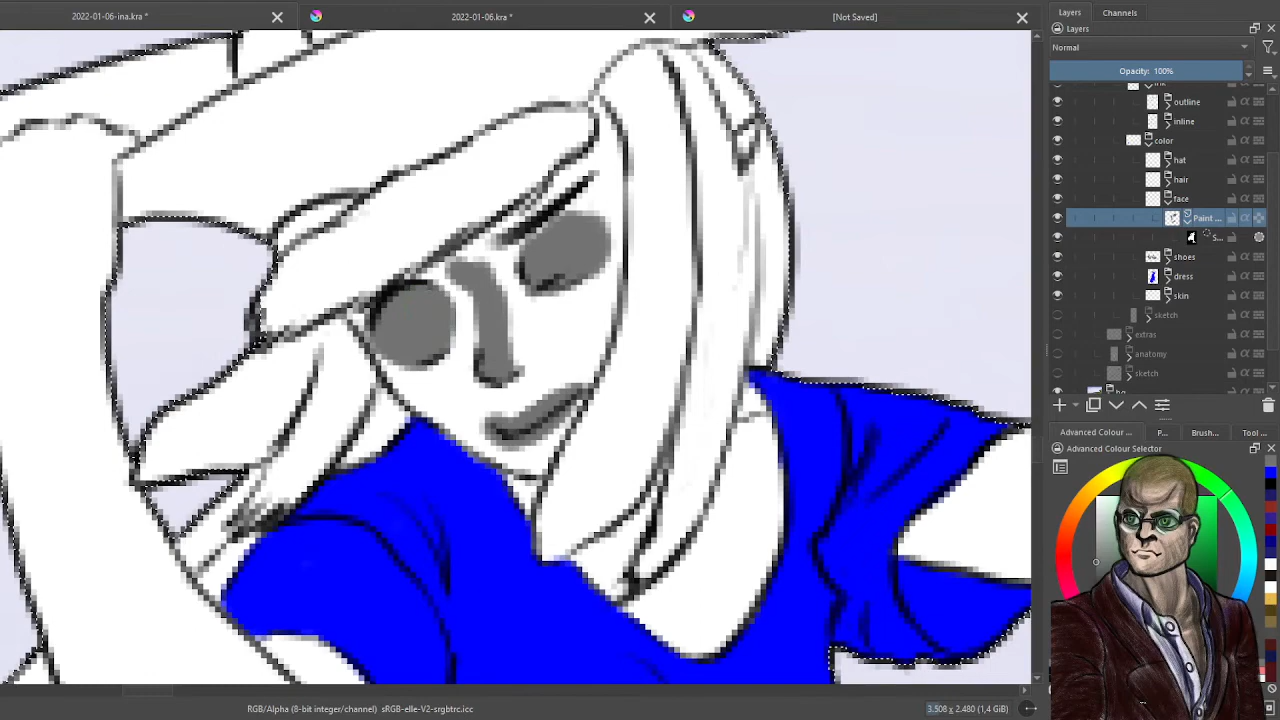 2022-01-06-ina.kra *
2022-01-06.kra *
[Not Saved]
Layers
Channels
Layers
Normal
Opacity: 100%
outline
inline
color
hat
hair
face
Paint ...
S...
shoes
dress
skin
sketch
extras
anatomy
sketch
Advanced Colour ...
P...
Brush...
Tool ...
Advanced Colour Selector
RGB/Alpha (8-bit integer/channel) sRGB-elle-V2-srgbtrc.icc
3.508 x 2.480 (1,4 GiB)